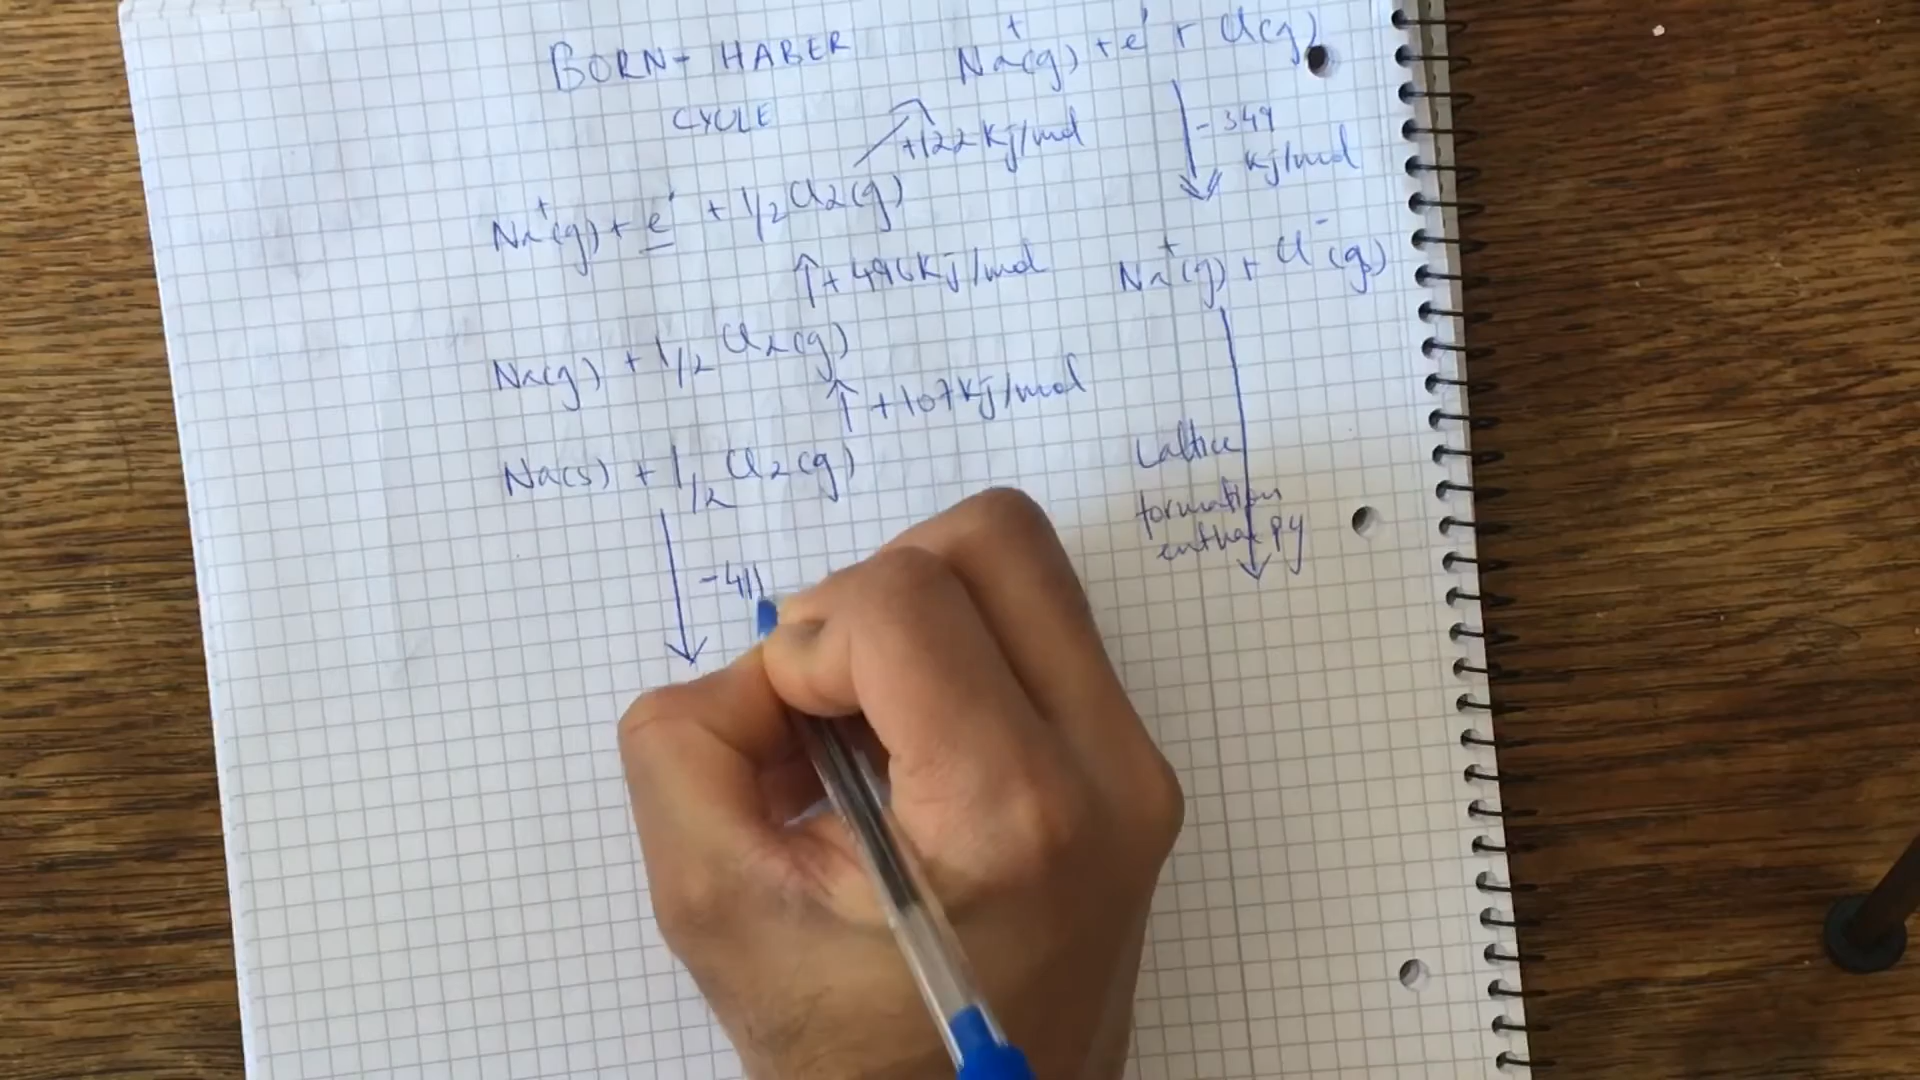 BORN - HABER
CYCLE
Na⁺(g) + e' + Cl(g)
+122 KJ/mol
-349
KJ/mol
Na⁺(g) + e' + 1/2 Cl2(g)
+ 496 KJ/mol
Na⁺(g) + Cl⁻(g)
Na(g) + 1/2 Cl2(g)
+107 KJ/mol
Na(s) + 1/2 Cl2(g)
Lattice
formation
enthalpy
-411